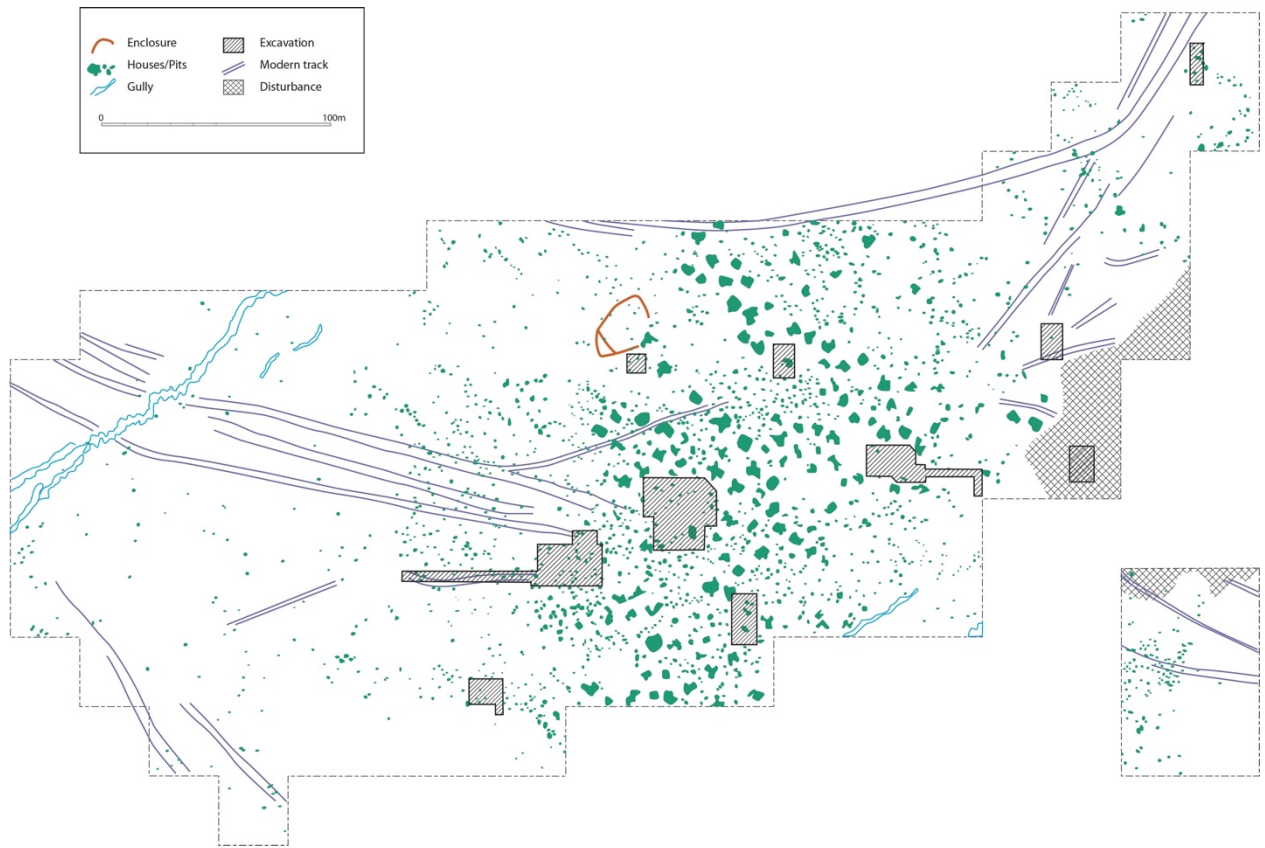 Enclosure
Houses/Pits
Gully
Excavation
Modern track
Disturbance
0 100m